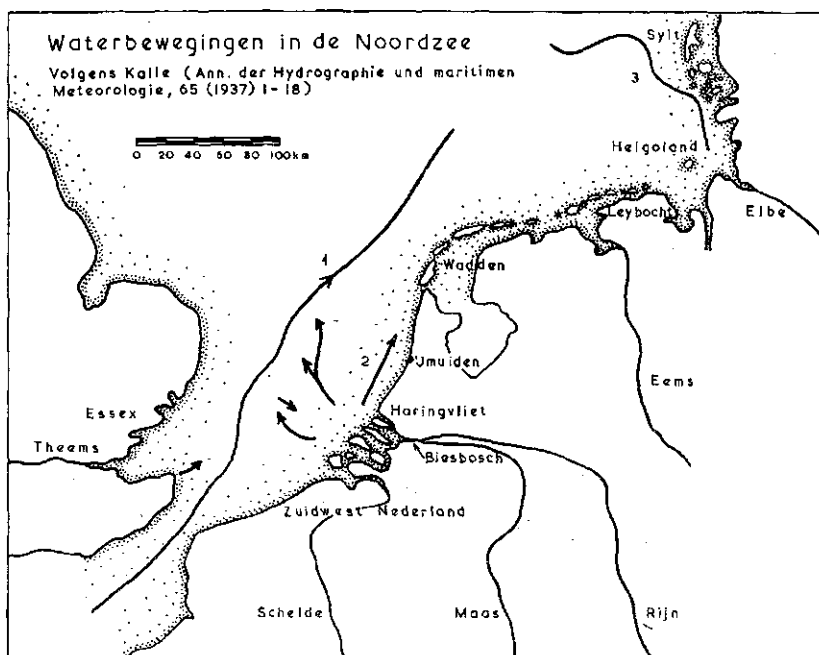 Waterbewegingen in de Noordzee
Volgens Kalle (Ann. der Hydrographie und maritimen
Meteorologie, 65 (1937) 1-18)
0 20 40 60 80 100km
Sylt
3
Helgoland
Leybocht
Elbe
1
Wadden
2
IJmuiden
Eems
Essex
Haringvliet
Theems
Biesbosch
Zuidwest Nederland
Schelde
Maas
Rijn